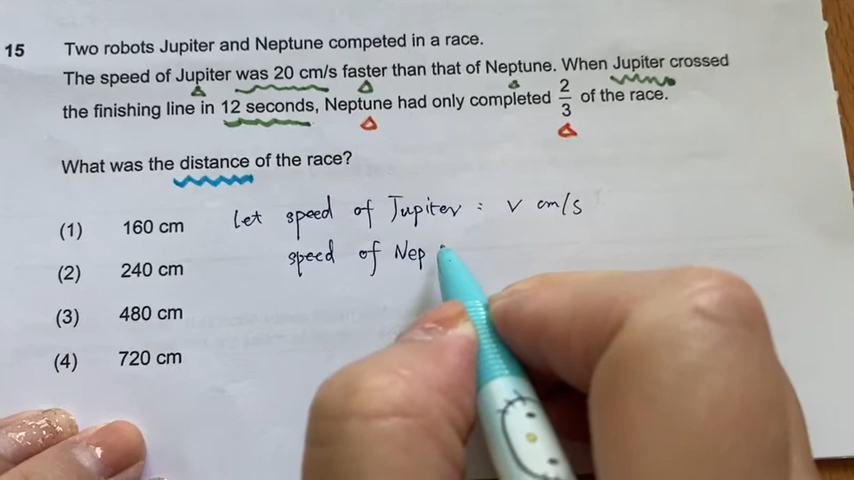 15 Two robots Jupiter and Neptune competed in a race.
The speed of Jupiter was 20 cm/s faster than that of Neptune. When Jupiter crossed
the finishing line in 12 seconds, Neptune had only completed 2/3 of the race.
What was the distance of the race?
(1) 160 cm
(2) 240 cm
(3) 480 cm
(4) 720 cm
Let speed of Jupiter = v cm/s
speed of Nep